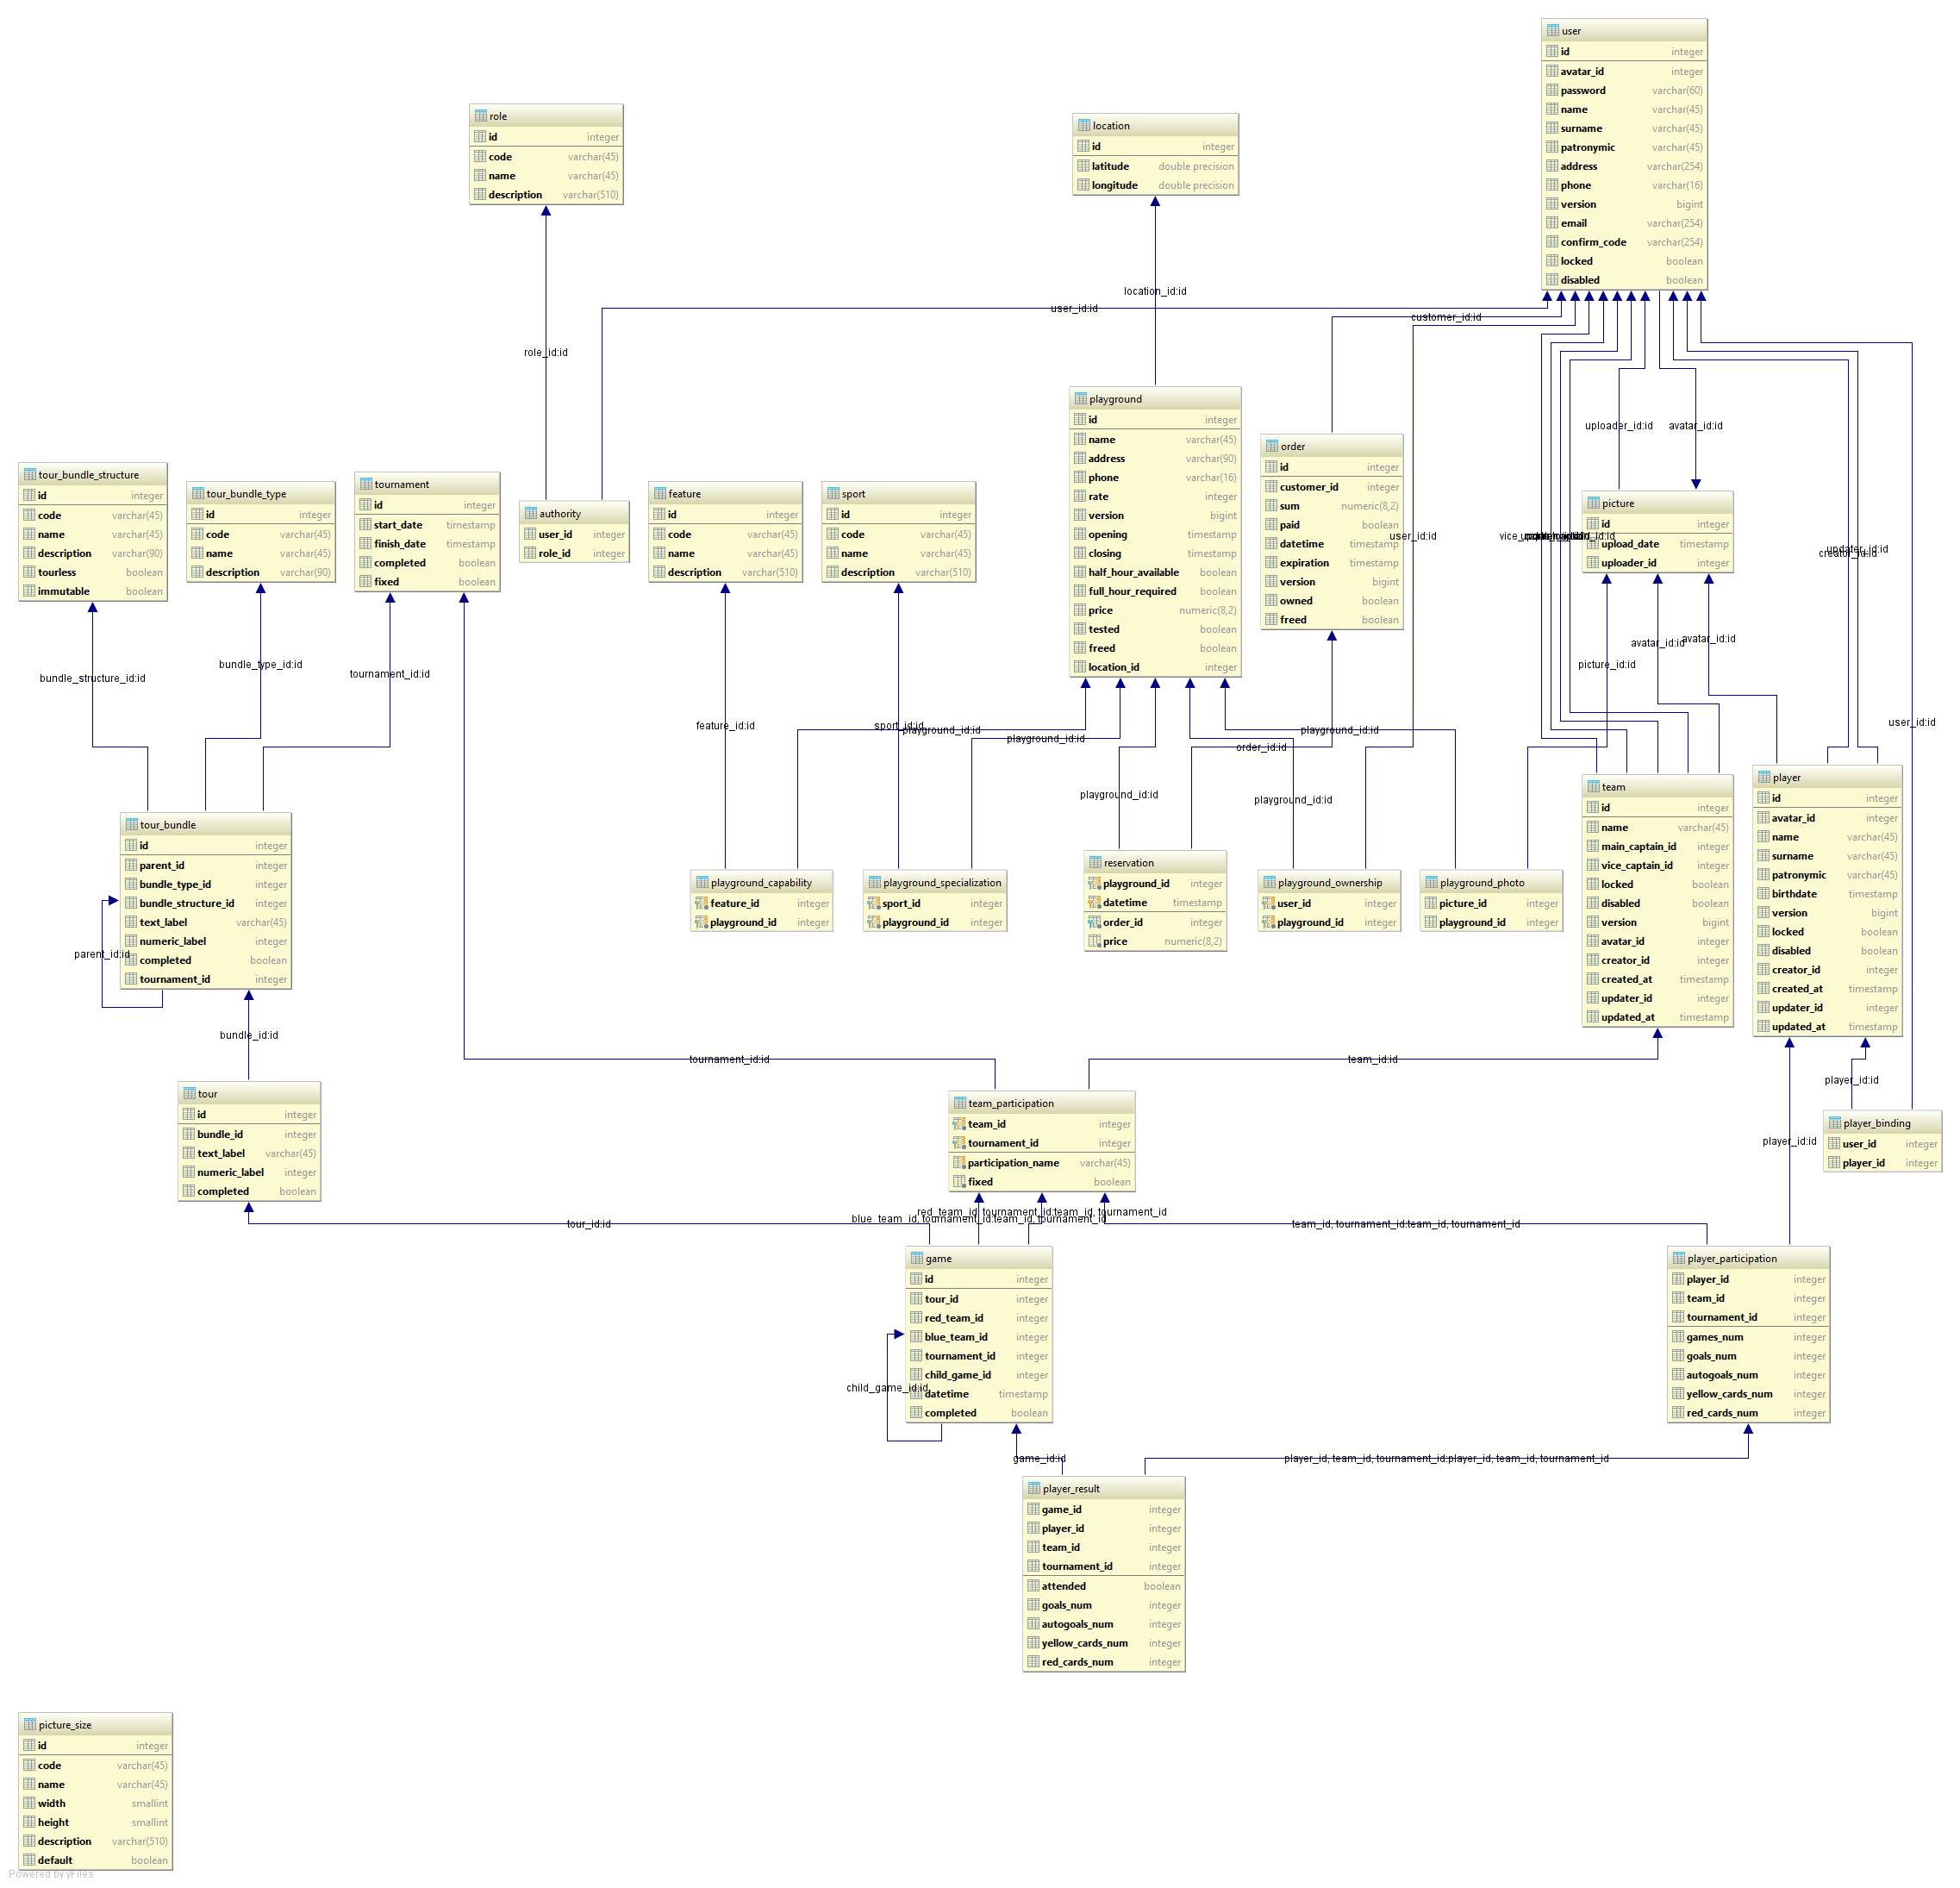 user
id integer
avatar_id integer
password varchar(60)
name varchar(45)
surname varchar(45)
patronymic varchar(45)
address varchar(254)
phone varchar(16)
version bigint
email varchar(254)
confirm_code varchar(254)
locked boolean
disabled boolean
role
id integer
code varchar(45)
name varchar(45)
description varchar(510)
location
id integer
latitude double precision
longitude double precision
location_id:id
user_id:id
customer_id:id
role_id:id
playground
id integer
name varchar(45)
address varchar(90)
phone varchar(16)
rate integer
version bigint
opening timestamp
closing timestamp
half_hour_available boolean
full_hour_required boolean
price numeric(8,2)
tested boolean
freed boolean
location_id integer
order
id integer
customer_id integer
sum numeric(8,2)
paid boolean
datetime timestamp
expiration timestamp
version bigint
owned boolean
freed boolean
uploader_id:id
avatar_id:id
tour_bundle_structure
id integer
code varchar(45)
name varchar(45)
description varchar(90)
tourless boolean
immutable boolean
tour_bundle_type
id integer
code varchar(45)
name varchar(45)
description varchar(90)
tournament
id integer
start_date timestamp
finish_date timestamp
completed boolean
fixed boolean
authority
user_id integer
role_id integer
feature
id integer
code varchar(45)
name varchar(45)
description varchar(510)
sport
id integer
code varchar(45)
name varchar(45)
description varchar(510)
picture
id integer
upload_date timestamp
uploader_id integer
user_id:id
creator_id:id
updater_id:id
bundle_structure_id:id
bundle_type_id:id
tournament_id:id
picture_id:id
avatar_id:id
avatar_id:id
feature_id:id
sport_id:id
playground_id:id
playground_id:id
order_id:id
playground_id:id
user_id:id
playground_id:id
playground_id:id
team
id integer
name varchar(45)
main_captain_id integer
vice_captain_id integer
locked boolean
disabled boolean
version bigint
avatar_id integer
creator_id integer
created_at timestamp
updater_id integer
updated_at timestamp
player
id integer
avatar_id integer
name varchar(45)
surname varchar(45)
patronymic varchar(45)
birthdate timestamp
version bigint
locked boolean
disabled boolean
creator_id integer
created_at timestamp
updater_id integer
updated_at timestamp
tour_bundle
id integer
parent_id integer
bundle_type_id integer
bundle_structure_id integer
text_label varchar(45)
numeric_label integer
completed boolean
tournament_id integer
parent_id:id
playground_capability
feature_id integer
playground_id integer
playground_specialization
sport_id integer
playground_id integer
reservation
playground_id integer
datetime timestamp
order_id integer
price numeric(8,2)
playground_ownership
user_id integer
playground_id integer
playground_photo
picture_id integer
playground_id integer
bundle_id:id
tournament_id:id
team_id:id
player_id:id
tour
id integer
bundle_id integer
text_label varchar(45)
numeric_label integer
completed boolean
team_participation
team_id integer
tournament_id integer
participation_name varchar(45)
fixed boolean
player_binding
user_id integer
player_id integer
player_id:id
tour_id:id
red_team_id, tournament_id:team_id, tournament_id
blue_team_id, tournament_id:team_id, tournament_id
team_id, tournament_id:team_id, tournament_id
game
id integer
tour_id integer
red_team_id integer
blue_team_id integer
tournament_id integer
child_game_id integer
datetime timestamp
completed boolean
child_game_id:id
player_participation
player_id integer
team_id integer
tournament_id integer
games_num integer
goals_num integer
autogoals_num integer
yellow_cards_num integer
red_cards_num integer
game_id:id
player_id, team_id, tournament_id:player_id, team_id, tournament_id
player_result
game_id integer
player_id integer
team_id integer
tournament_id integer
attended boolean
goals_num integer
autogoals_num integer
yellow_cards_num integer
red_cards_num integer
picture_size
id integer
code varchar(45)
name varchar(45)
width smallint
height smallint
description varchar(510)
default boolean
Powered by yFiles